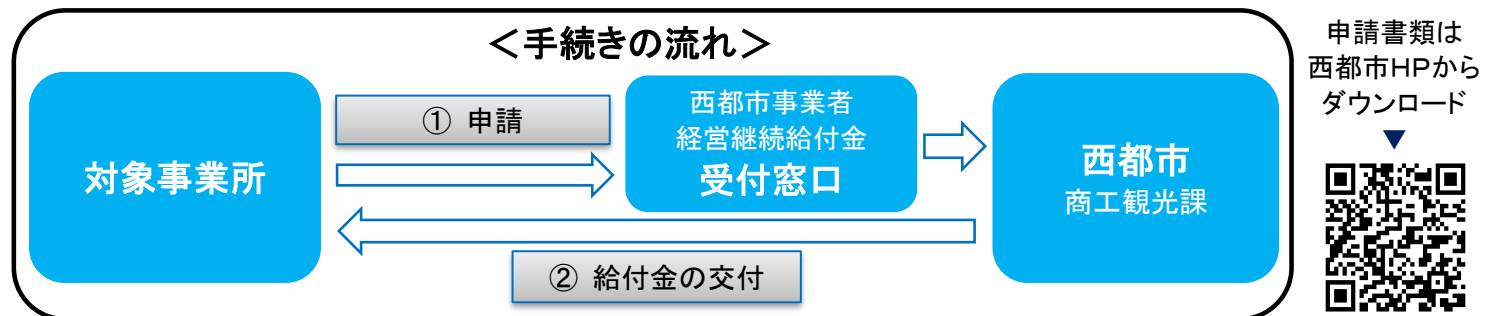 <手続きの流れ>
対象事業所
① 申請
西都市事業者
経営継続給付金
受付窓口
西都市
商工観光課
② 給付金の交付
申請書類は
西都市HPから
ダウンロード
▼